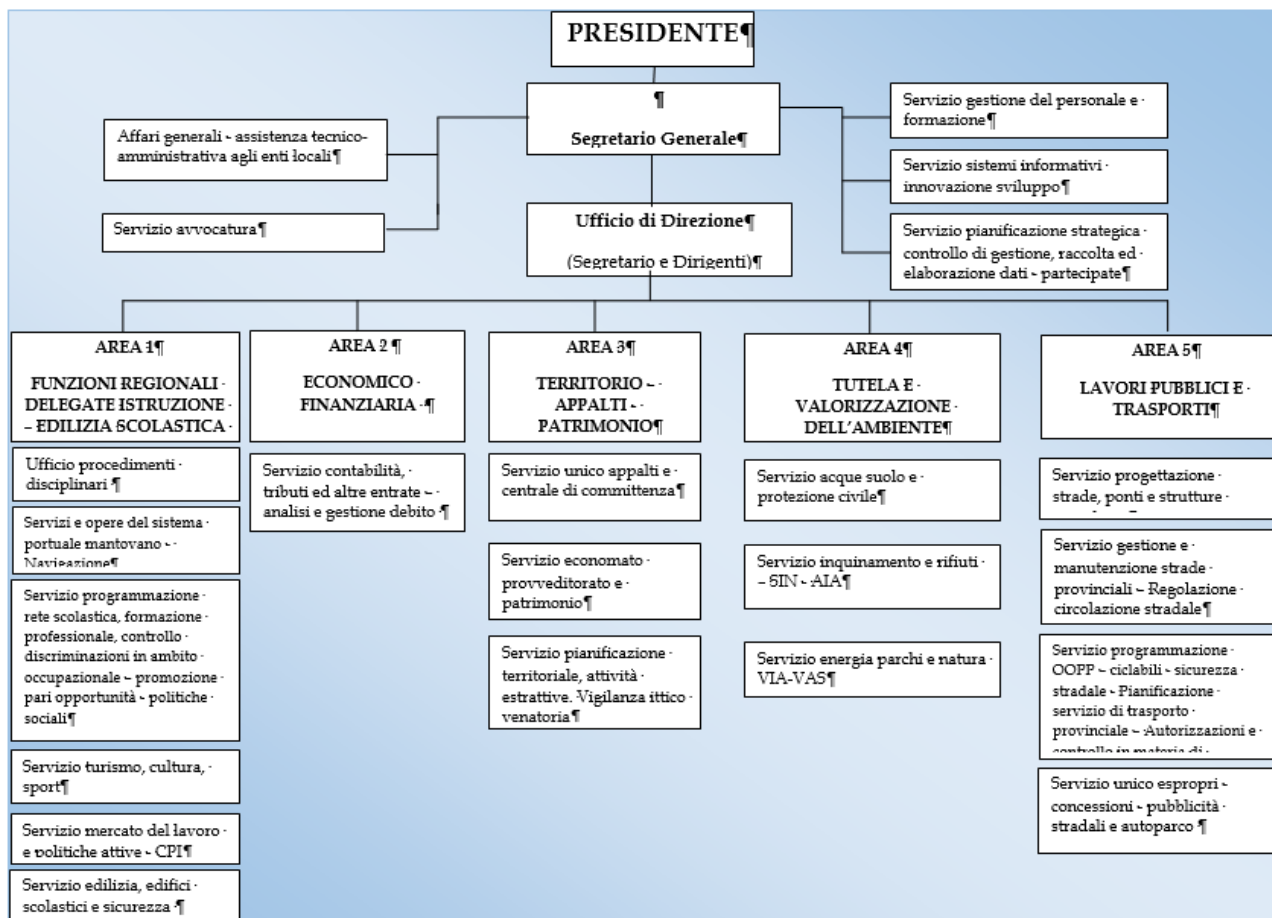 PRESIDENTE¶
¶
Segretario Generale¶
Affari generali - assistenza tecnico-
amministrativa agli enti locali¶
Servizio avvocatura¶
Servizio gestione del personale e·
formazione¶
Servizio sistemi informativi·
innovazione sviluppo¶
Servizio pianificazione strategica·
controllo di gestione, raccolta ed·
elaborazione dati - partecipate¶
Ufficio di Direzione¶
(Segretario e Dirigenti)¶
AREA 1¶
FUNZIONI REGIONALI·
DELEGATE ISTRUZIONE·
– EDILIZIA SCOLASTICA·
Ufficio procedimenti·
disciplinari ¶
Servizi e opere del sistema·
portuale mantovano -·
Navigazione¶
Servizio programmazione·
rete scolastica, formazione·
professionale, controllo·
discriminazioni in ambito·
occupazionale - promozione·
pari opportunità - politiche·
sociali¶
Servizio turismo, cultura,·
sport¶
Servizio mercato del lavoro·
e politiche attive - CPI¶
Servizio edilizia, edifici·
scolastici e sicurezza·¶
AREA 2 ¶
ECONOMICO·
FINANZIARIA·¶
Servizio contabilità,·
tributi ed altre entrate -·
analisi e gestione debito·¶
AREA 3¶
TERRITORIO -·
APPALTI -·
PATRIMONIO¶
Servizio unico appalti e·
centrale di committenza¶
Servizio economato·
provveditorato e·
patrimonio¶
Servizio pianificazione·
territoriale, attività·
estrattive. Vigilanza ittico·
venatoria¶
AREA 4¶
TUTELA E·
VALORIZZAZIONE·
DELL'AMBIENTE¶
Servizio acque suolo e·
protezione civile¶
Servizio inquinamento e rifiuti·
– SIN - AIA¶
Servizio energia parchi e natura·
VIA-VAS¶
AREA 5¶
LAVORI PUBBLICI E·
TRASPORTI¶
Servizio progettazione·
strade, ponti e strutture·
Servizio gestione e·
manutenzione strade·
provinciali - Regolazione·
circolazione stradale¶
Servizio programmazione·
OOPP - ciclabili - sicurezza·
stradale - Pianificazione·
servizio di trasporto·
provinciale - Autorizzazioni e·
controllo in materia di·
Servizio unico espropri -·
concessioni - pubblicità·
stradali e autoparco ¶